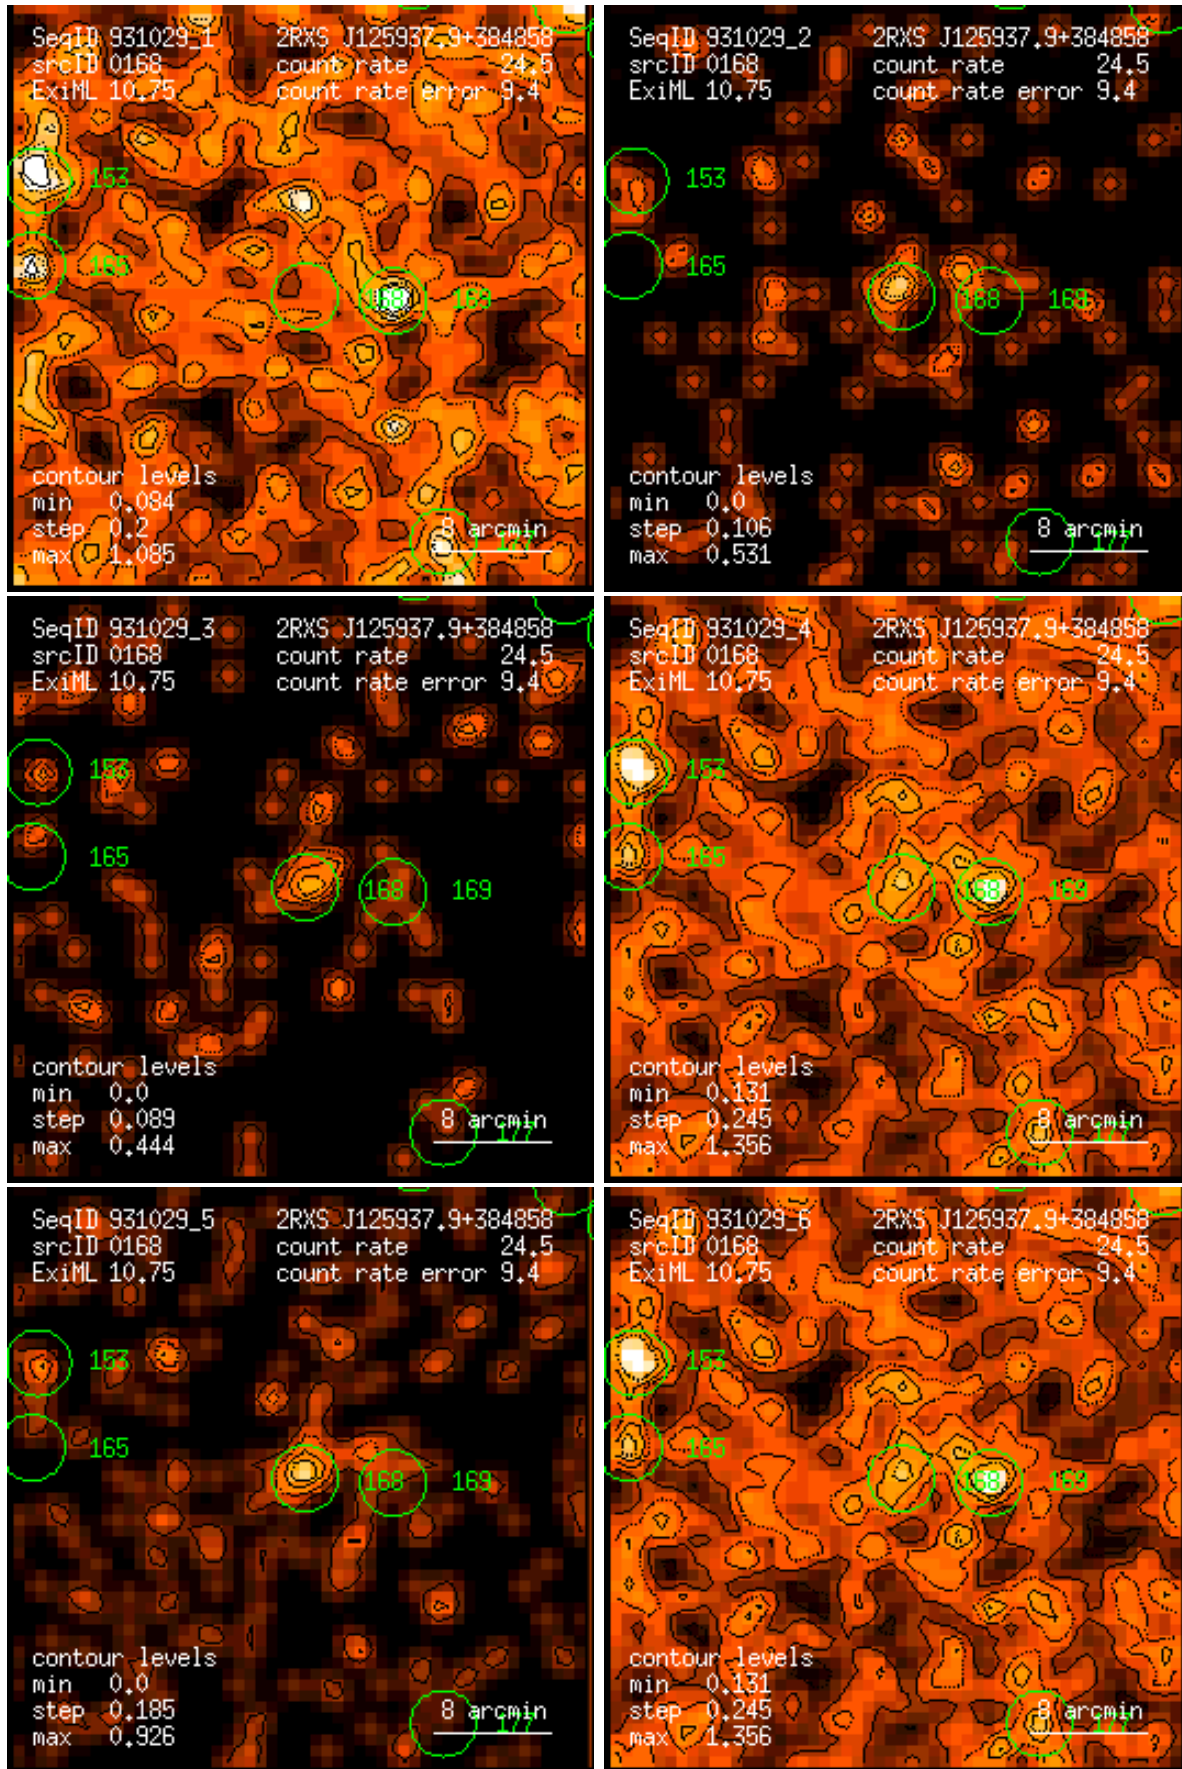 SeqID 931029_1 2RXS J125937.9+384858
srcID 0168 count rate 24.5
ExiML 10.75 count rate error 9.4
153
165
168 169
contour levels
min 0.084
step 0.2
max 1.085
8 arcmin
177
SeqID 931029_2 2RXS J125937.9+384858
srcID 0168 count rate 24.5
ExiML 10.75 count rate error 9.4
153
165
168 169
contour levels
min 0.0
step 0.106
max 0.531
8 arcmin
177
SeqID 931029_3 2RXS J125937.9+384858
srcID 0168 count rate 24.5
ExiML 10.75 count rate error 9.4
153
165
168 169
contour levels
min 0.0
step 0.089
max 0.444
8 arcmin
177
SeqID 931029_4 2RXS J125937.9+384858
srcID 0168 count rate 24.5
ExiML 10.75 count rate error 9.4
153
165
168 169
contour levels
min 0.131
step 0.245
max 1.356
8 arcmin
177
SeqID 931029_5 2RXS J125937.9+384858
srcID 0168 count rate 24.5
ExiML 10.75 count rate error 9.4
153
165
168 169
contour levels
min 0.0
step 0.185
max 0.926
8 arcmin
177
SeqID 931029_6 2RXS J125937.9+384858
srcID 0168 count rate 24.5
ExiML 10.75 count rate error 9.4
153
165
168 169
contour levels
min 0.131
step 0.245
max 1.356
8 arcmin
177